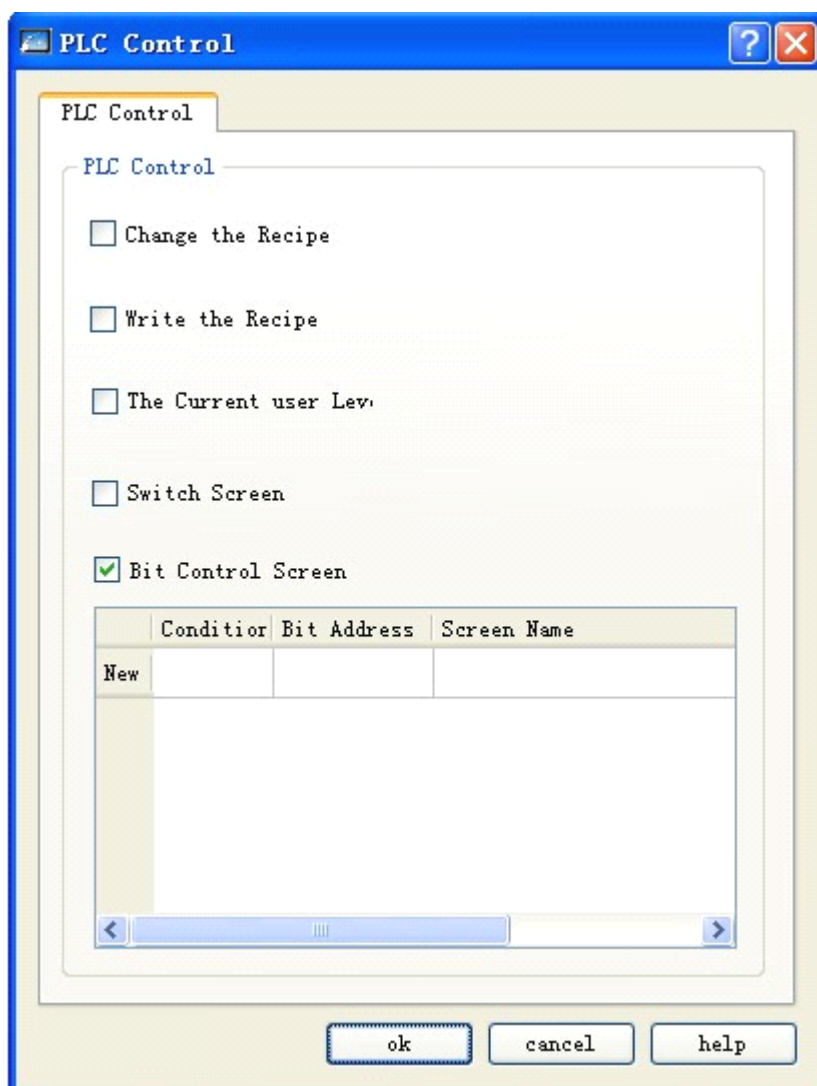 PLC Control
PLC Control
PLC Control
Change the Recipe
Write the Recipe
The Current user Lev
Switch Screen
Bit Control Screen
Condition Bit Address Screen Name
New
ok cancel help